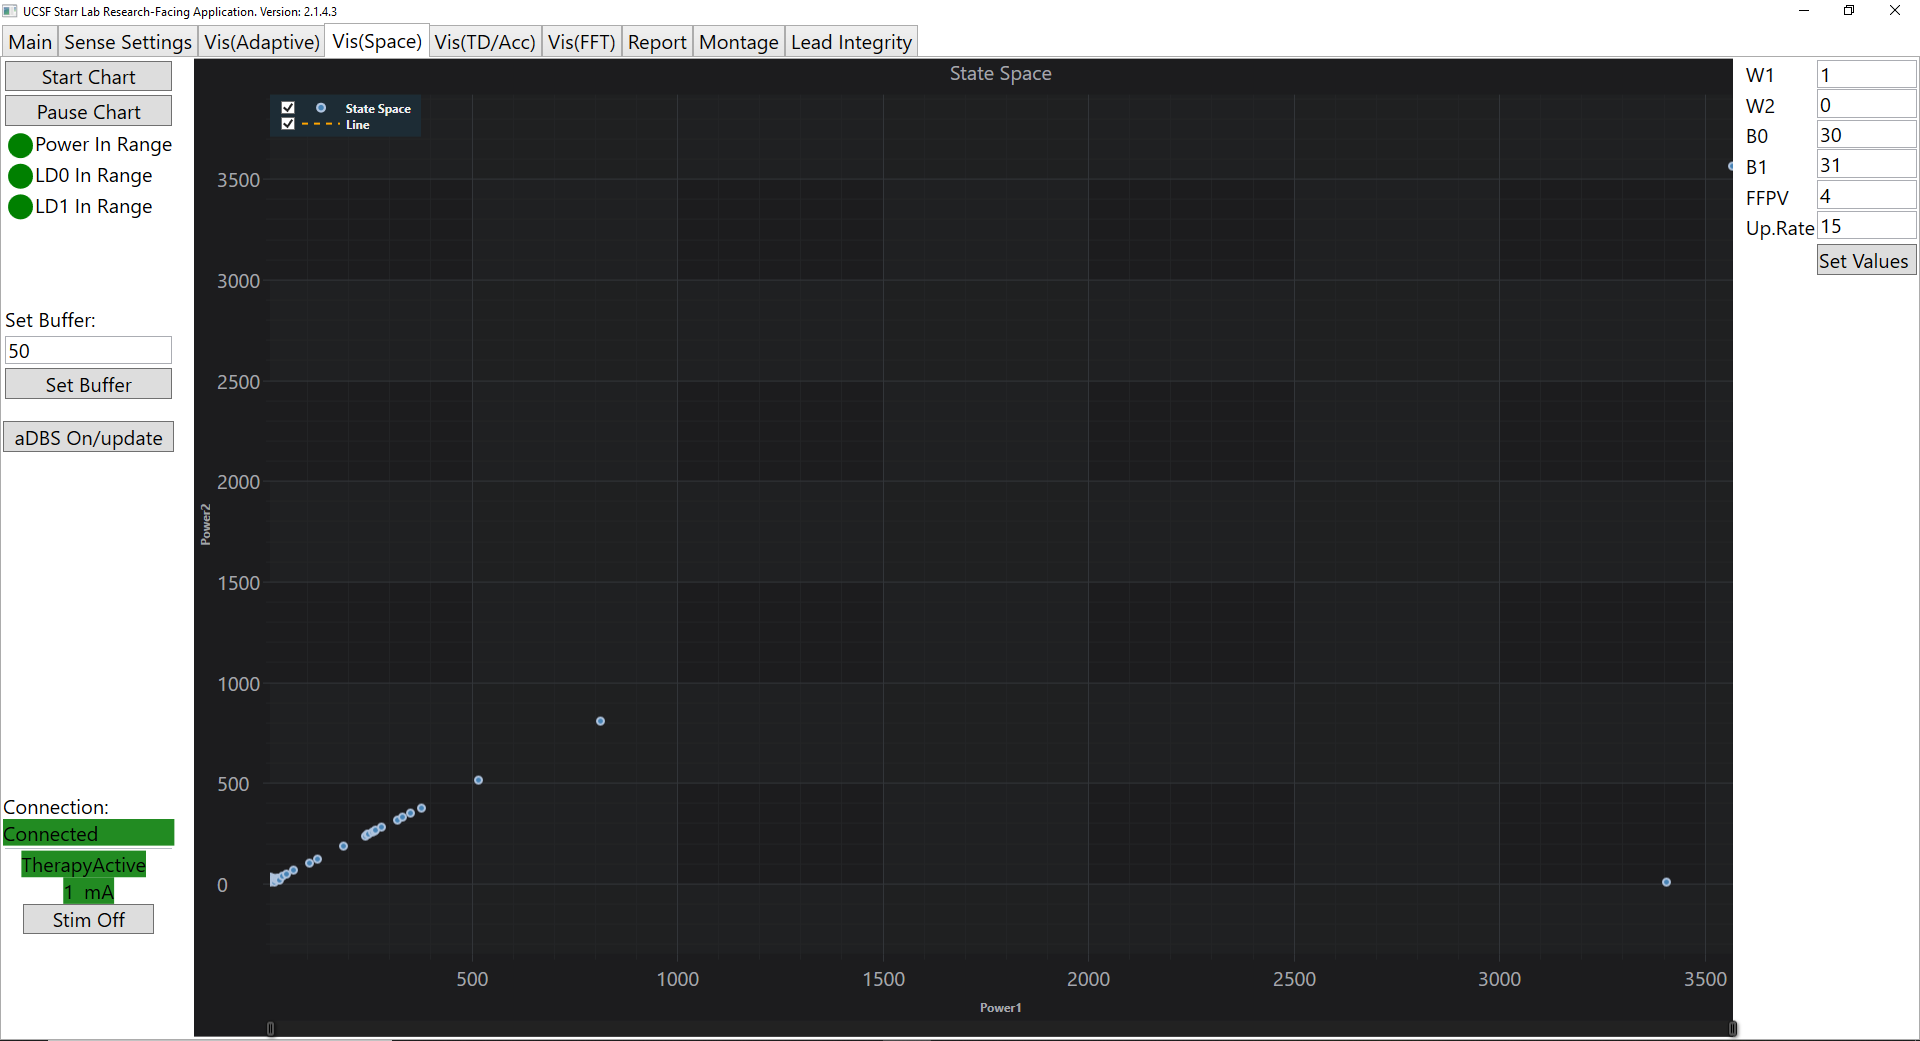 UCSF Starr Lab Research-Facing Application. Version: 2.1.4.3
Main Sense Settings Vis(Adaptive) Vis(Space) Vis(TD/Acc) Vis(FFT) Report Montage Lead Integrity
Start Chart
Pause Chart
Power In Range
LD0 In Range
LD1 In Range
Set Buffer:
50
Set Buffer
aDBS On/update
Connection:
Connected
TherapyActive
1 mA
Stim Off
State Space
State Space
Line
3500
3000
2500
2000
1500
1000
500
0
Power2
500 1000 1500 2000 2500 3000 3500
Power1
W1 1
W2 0
B0 30
B1 31
FFPV 4
Up.Rate 15
Set Values